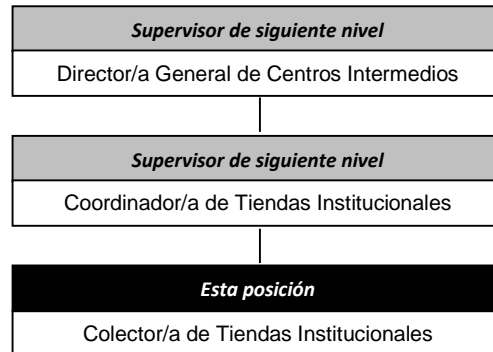 Supervisor de siguiente nivel
Director/a General de Centros Intermedios
Supervisor de siguiente nivel
Coordinador/a de Tiendas Institucionales
Esta posición
Colector/a de Tiendas Institucionales